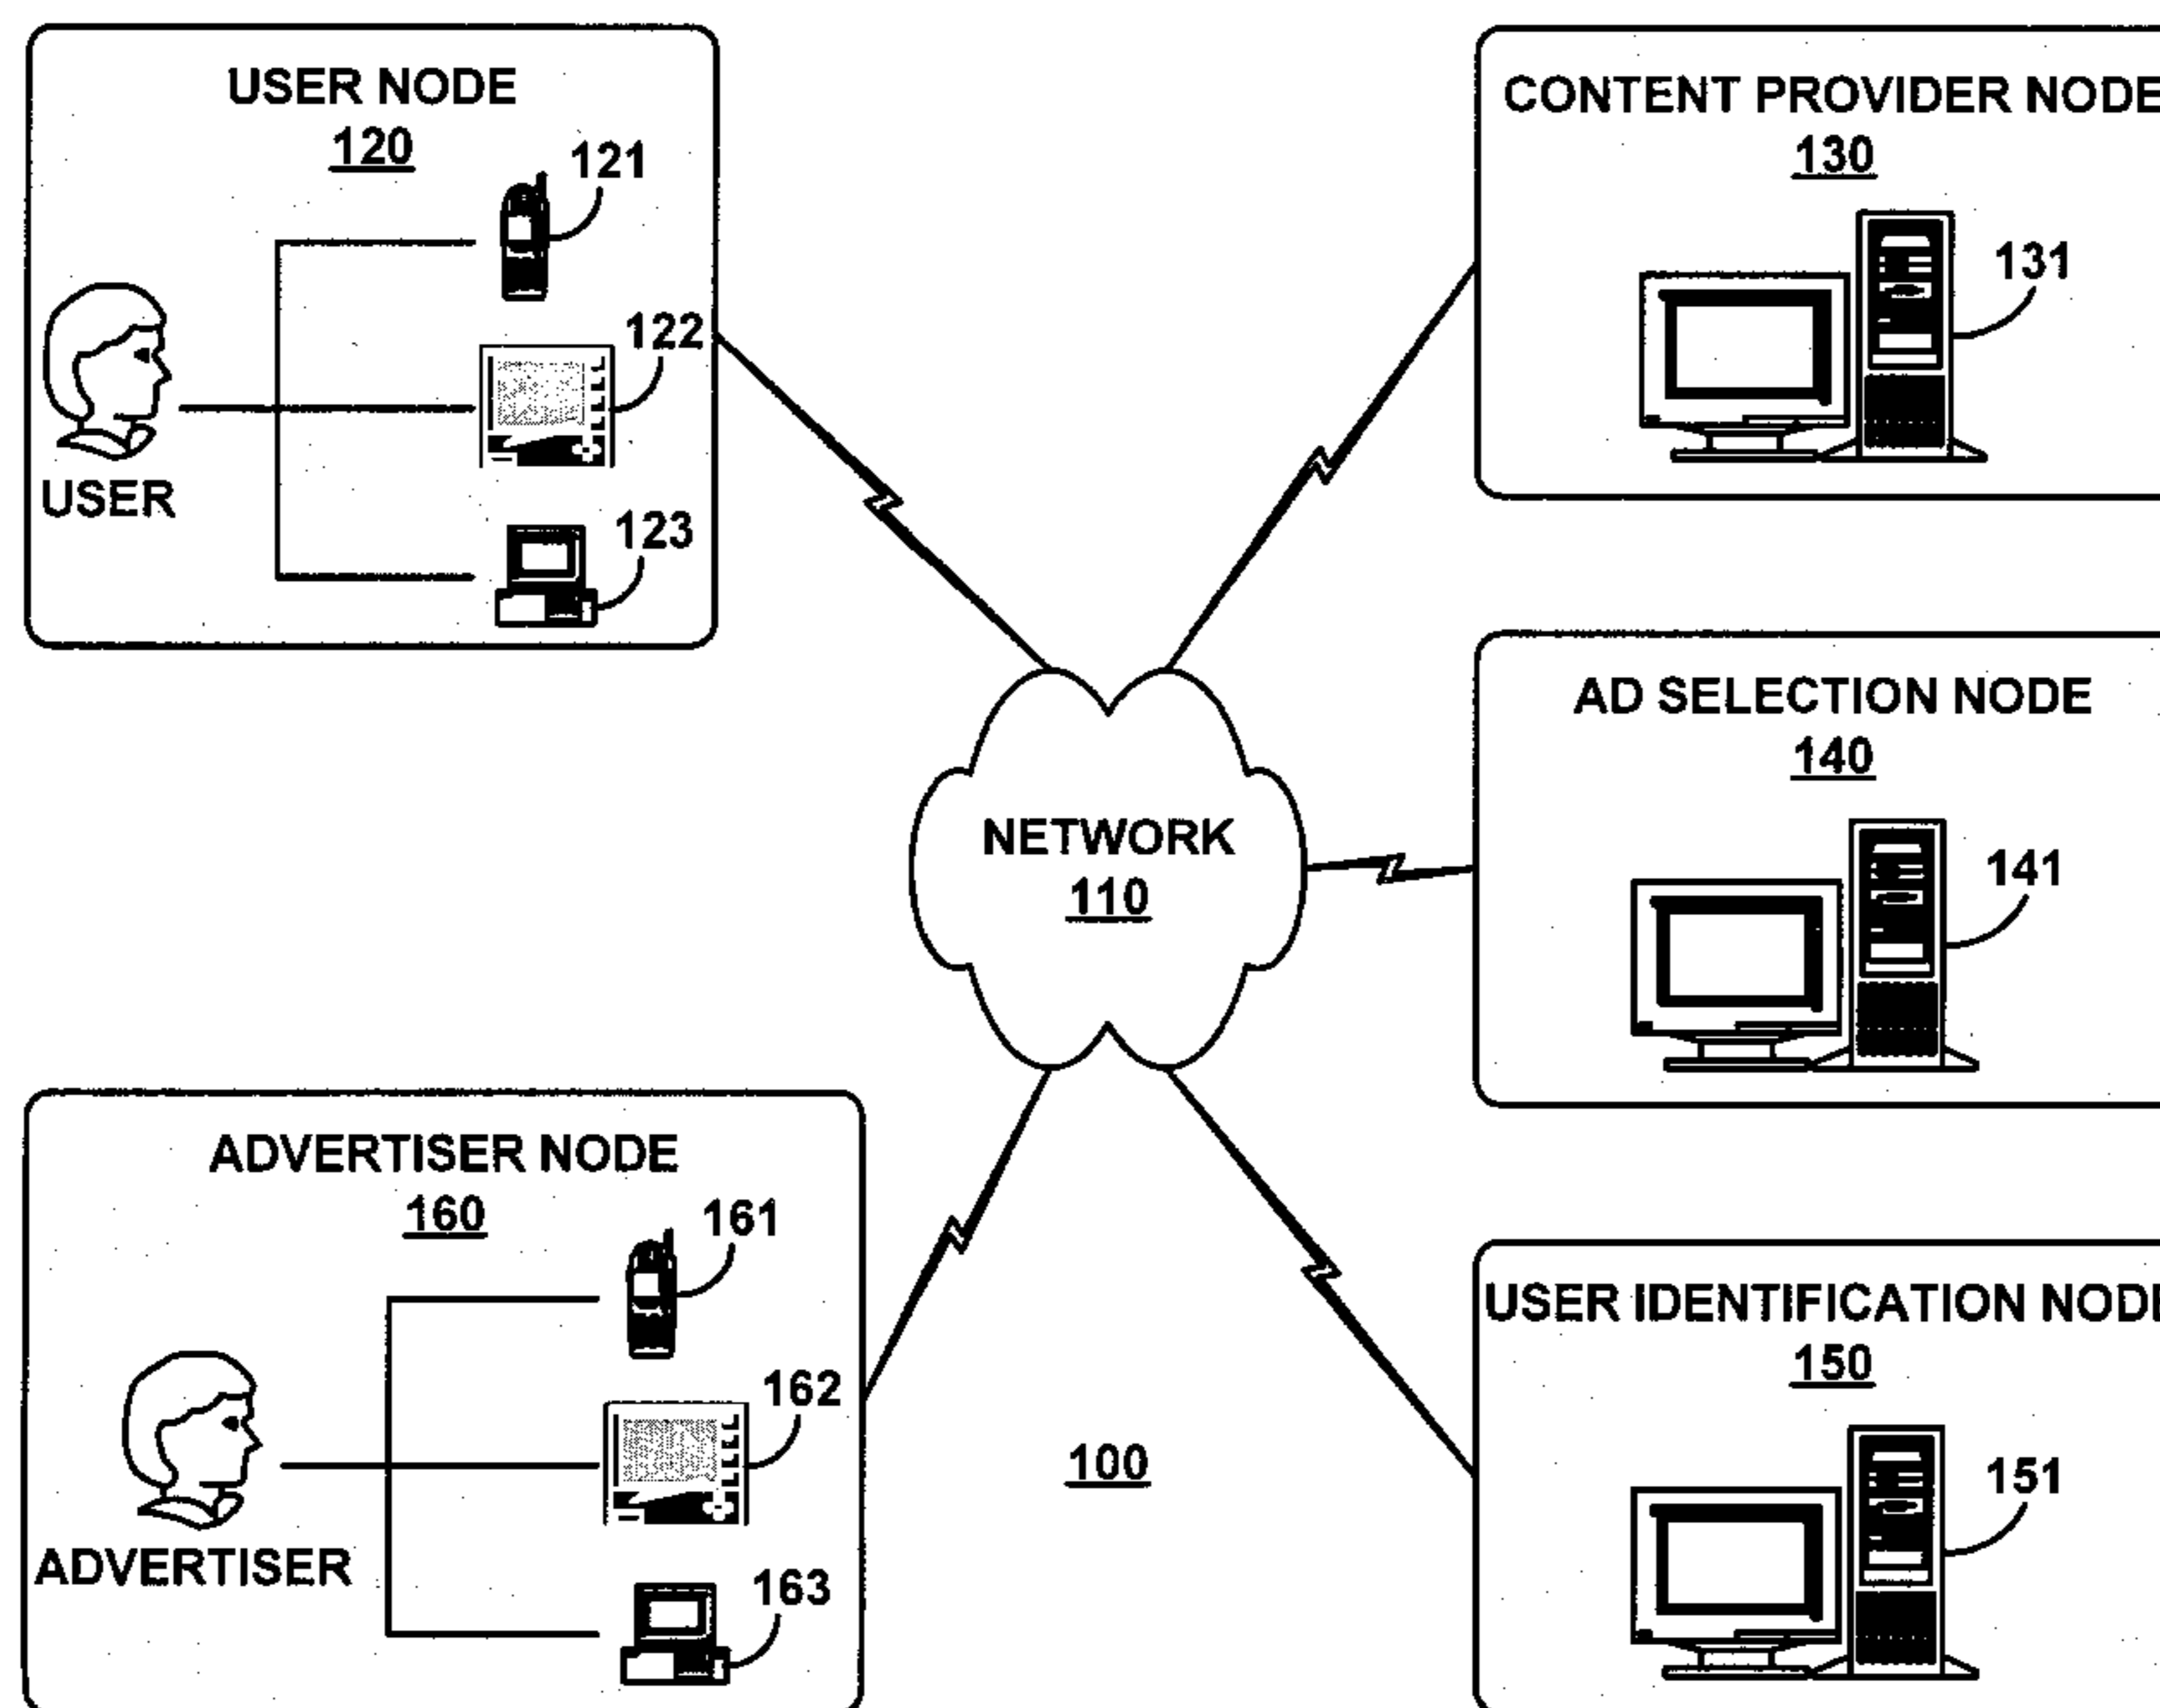 USER NODE
120
121
122
123
USER
CONTENT PROVIDER NODE
130
131
AD SELECTION NODE
140
141
NETWORK
110
ADVERTISER NODE
160
161
162
163
ADVERTISER
100
USER IDENTIFICATION NODE
150
151